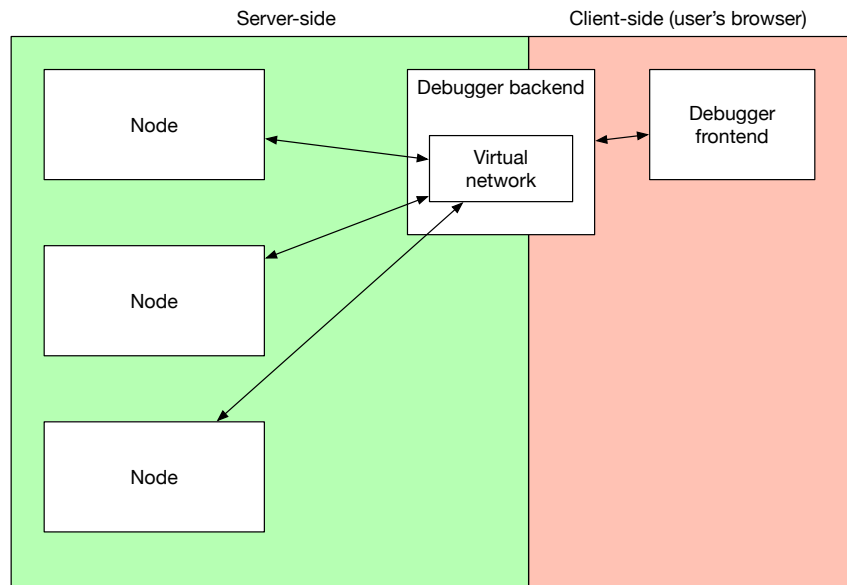 Server-side
Client-side (user's browser)
Node
Debugger backend
Virtual
network
Debugger
frontend
Node
Node